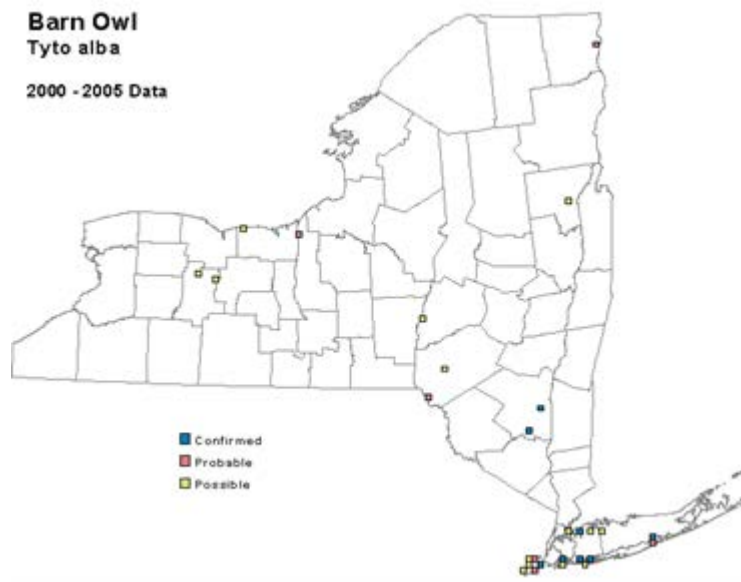 Barn Owl
Tyto alba
2000 - 2005 Data
Confirmed
Probable
Possible